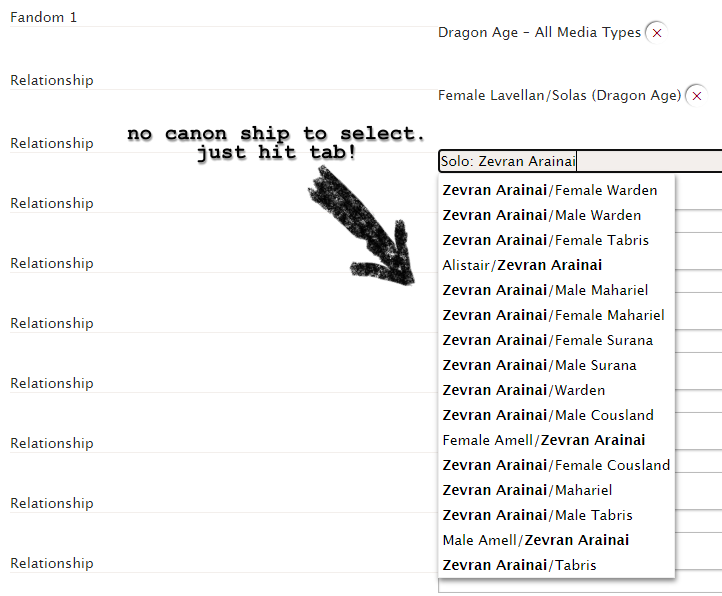 Fandom 1
Dragon Age – All Media Types ×
Relationship
Female Lavellan/Solas (Dragon Age) ×
Relationship
no canon ship to select.
just hit tab!
Solo: Zevran Arainai
Zevran Arainai/Female Warden
Relationship
Zevran Arainai/Male Warden
Zevran Arainai/Female Tabris
Relationship
Alistair/Zevran Arainai
Zevran Arainai/Male Mahariel
Zevran Arainai/Female Mahariel
Relationship
Zevran Arainai/Female Surana
Zevran Arainai/Male Surana
Relationship
Zevran Arainai/Warden
Zevran Arainai/Male Cousland
Relationship
Female Amell/Zevran Arainai
Zevran Arainai/Female Cousland
Zevran Arainai/Mahariel
Relationship
Zevran Arainai/Male Tabris
Male Amell/Zevran Arainai
Relationship
Zevran Arainai/Tabris